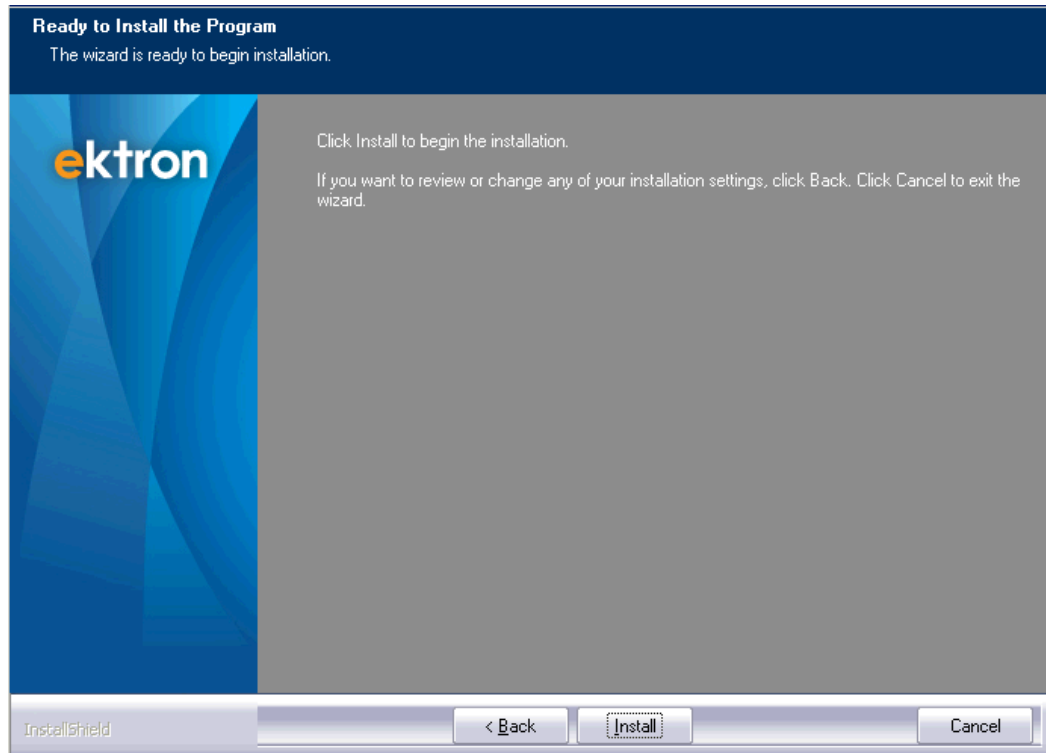 Ready to Install the Program
The wizard is ready to begin installation.
ektron
Click Install to begin the installation.
If you want to review or change any of your installation settings, click Back. Click Cancel to exit the
wizard.
InstallShield
< Back
Install
Cancel